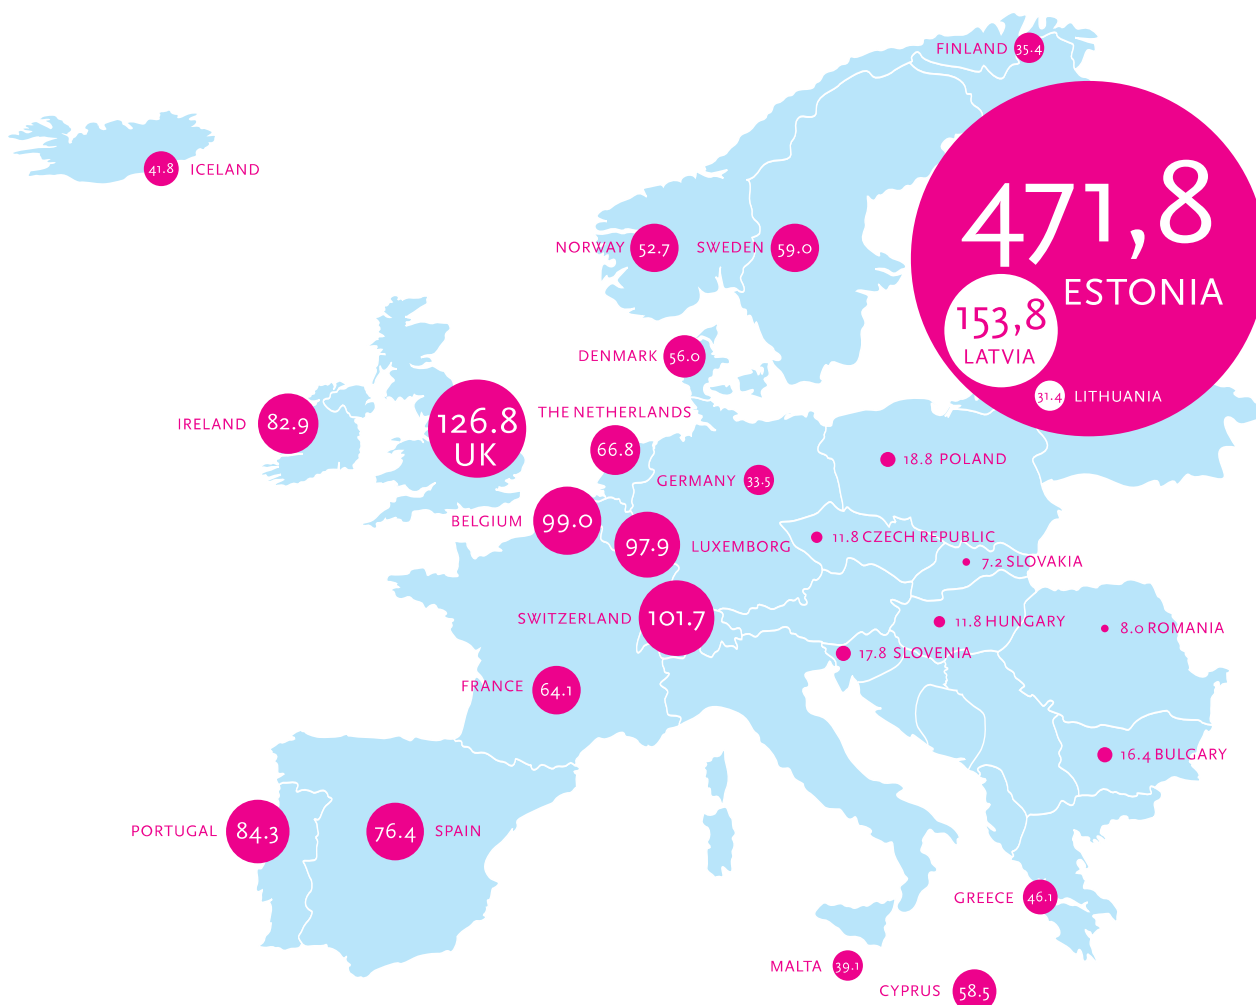 FINLAND 35.4
41.8 ICELAND
471,8
ESTONIA
153,8
LATVIA
31.4 LITHUANIA
NORWAY 52.7
SWEDEN 59.0
DENMARK 56.0
IRELAND 82.9
126.8
UK
THE NETHERLANDS
66.8
GERMANY 33.5
18.8 POLAND
BELGIUM 99.0
97.9 LUXEMBORG
11.8 CZECH REPUBLIC
7.2 SLOVAKIA
SWITZERLAND 101.7
11.8 HUNGARY
8.0 ROMANIA
17.8 SLOVENIA
FRANCE 64.1
16.4 BULGARY
PORTUGAL 84.3
76.4 SPAIN
GREECE 46.1
MALTA 39.1
CYPRUS 58.5